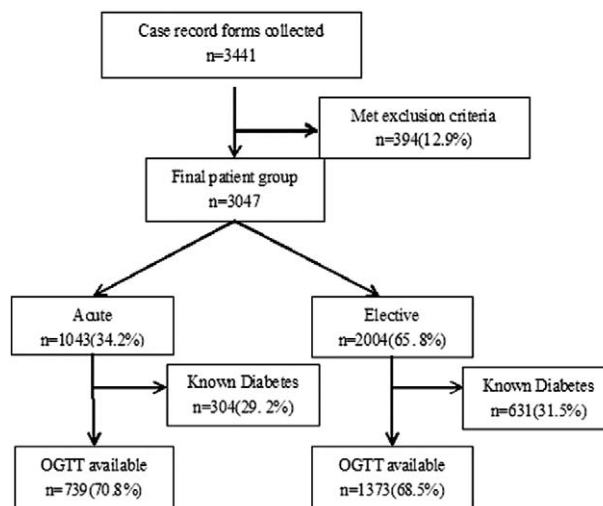 Case record forms collected
n=3441
Met exclusion criteria
n=394(12.9%)
Final patient group
n=3047
Acute
n=1043(34.2%)
Elective
n=2004(65.8%)
Known Diabetes
n=304(29.2%)
Known Diabetes
n=631(31.5%)
OGTT available
n=739(70.8%)
OGTT available
n=1373(68.5%)